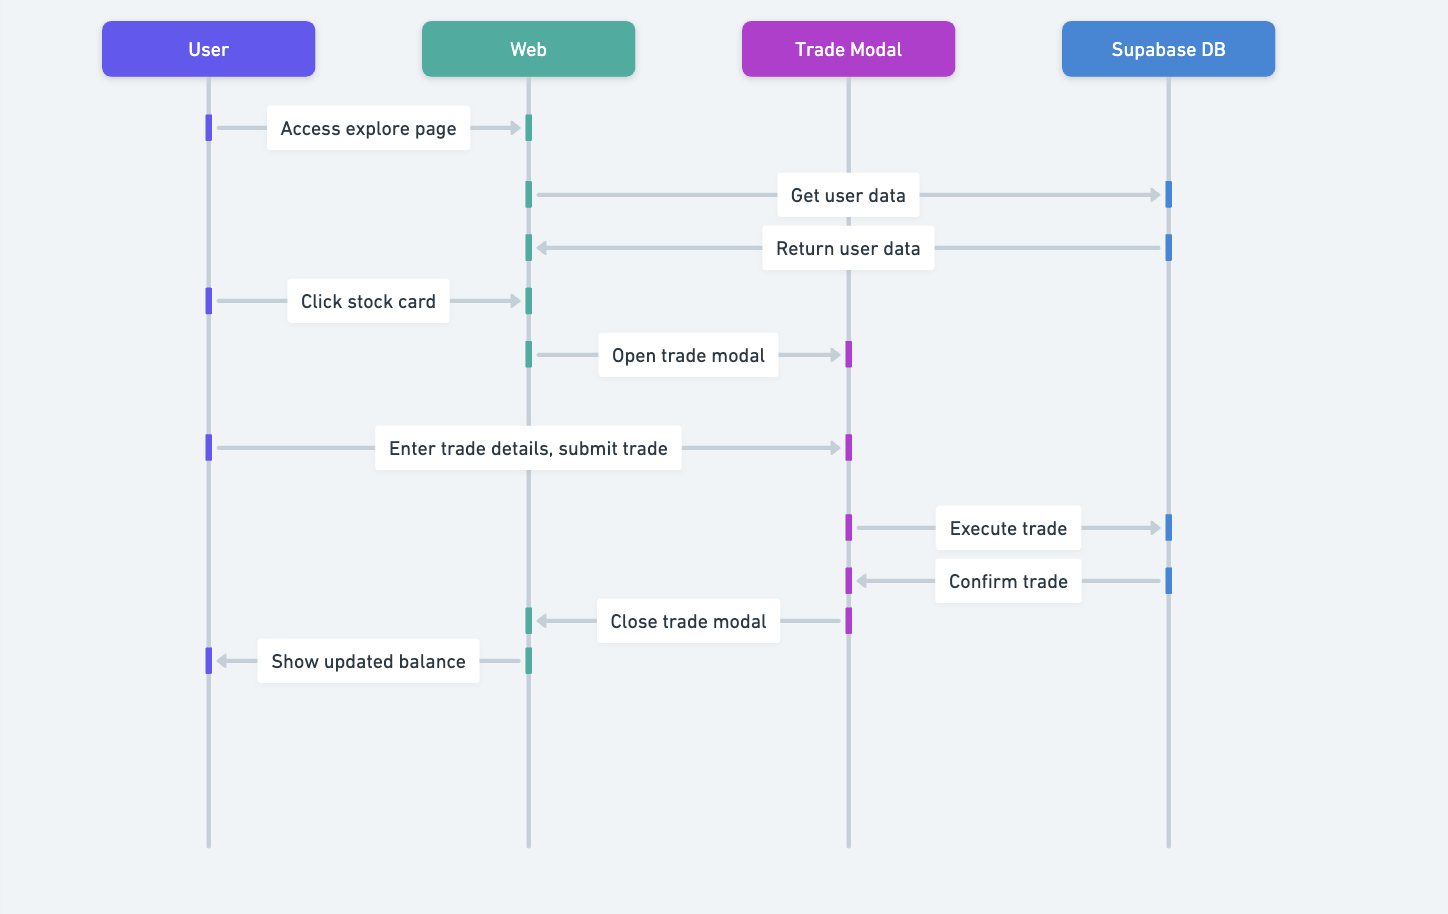 User
Web
Trade Modal
Supabase DB
Access explore page
Get user data
Return user data
Click stock card
Open trade modal
Enter trade details, submit trade
Execute trade
Confirm trade
Close trade modal
Show updated balance